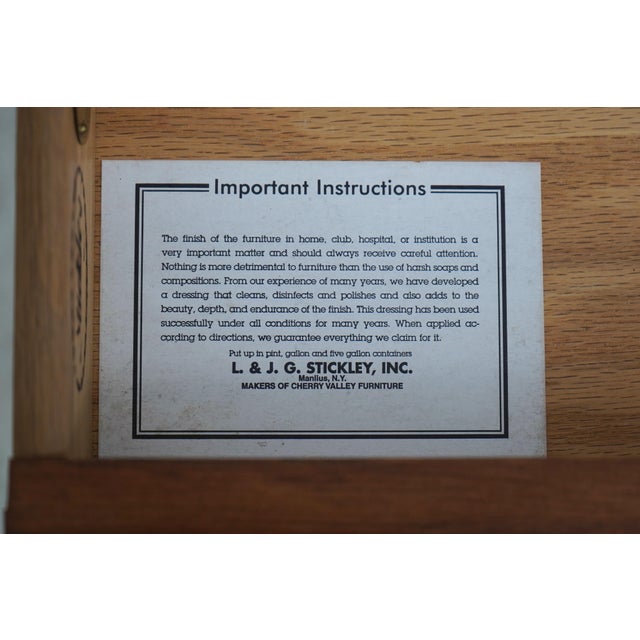 Important Instructions
The finish of the furniture in home, club, hospital, or institution is a
very important matter and should always receive careful attention.
Nothing is more detrimental to furniture than the use of harsh soaps and
compositions. From our experience of many years, we have developed
a dressing that cleans, disinfects and polishes and also adds to the
beauty, depth, and endurance of the finish. This dressing has been used
successfully under all conditions for many years. When applied ac-
cording to directions, we guarantee everything we claim for it.
Put up in pint, gallon and five gallon containers
L. & J. G. STICKLEY, INC.
Manlius, N.Y.
MAKERS OF CHERRY VALLEY FURNITURE